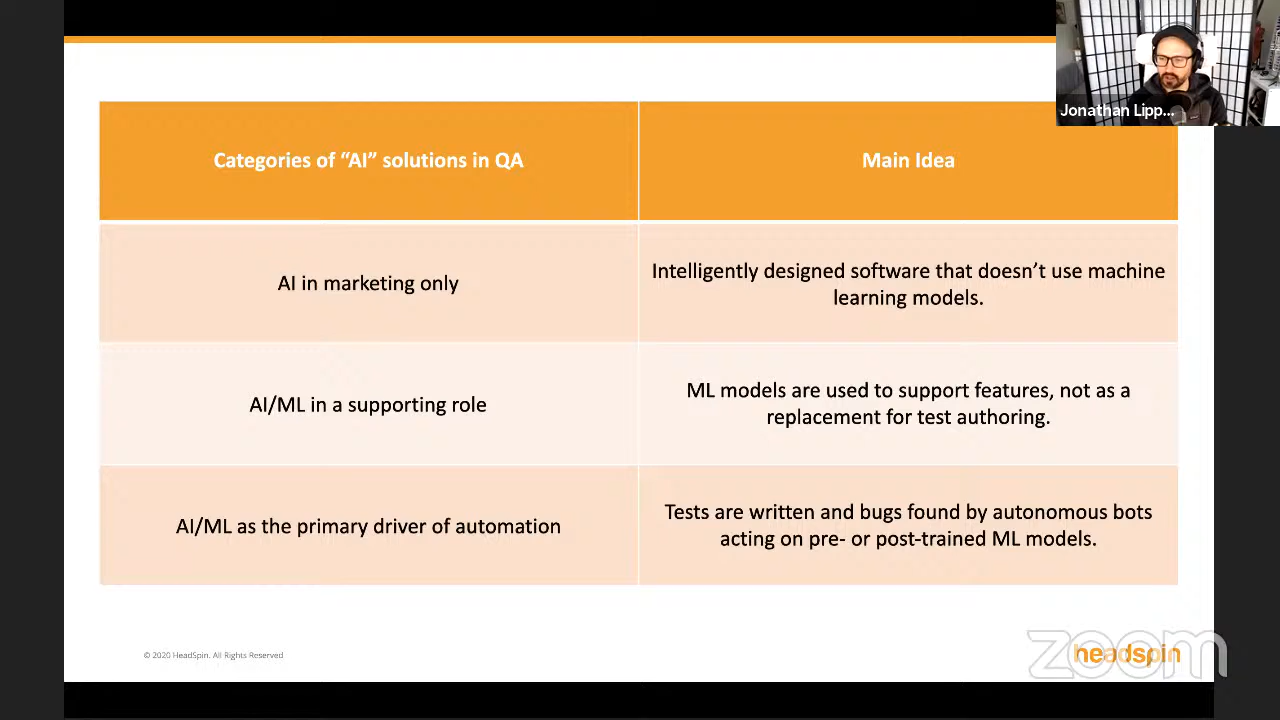 Jonathan Lipp...
Categories of “AI” solutions in QA
Main Idea
AI in marketing only
Intelligently designed software that doesn’t use machine
learning models.
AI/ML in a supporting role
ML models are used to support features, not as a
replacement for test authoring.
AI/ML as the primary driver of automation
Tests are written and bugs found by autonomous bots
acting on pre- or post-trained ML models.
© 2020 HeadSpin. All Rights Reserved
headspin
zoom